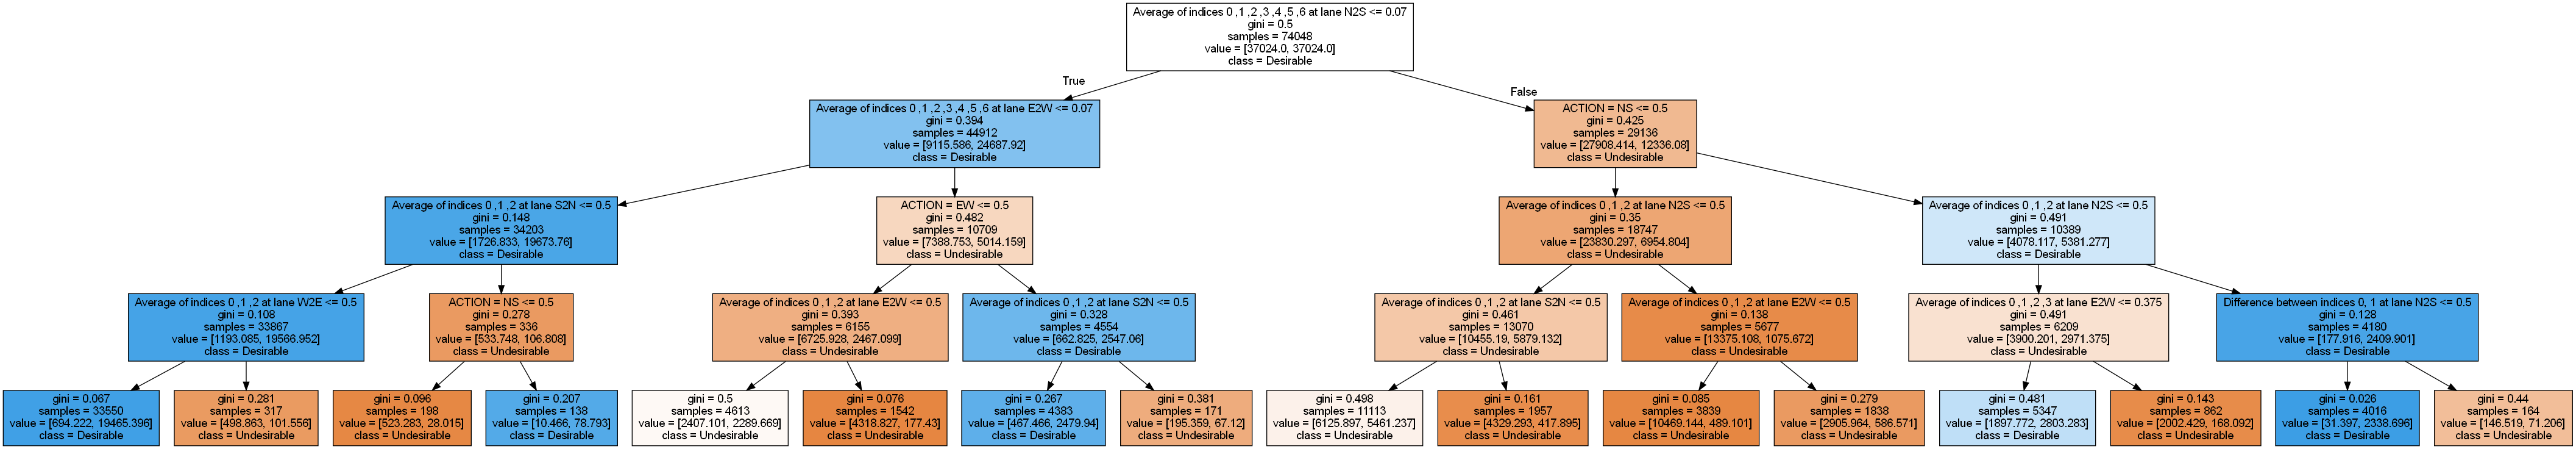 Average of indices 0 ,1 ,2 ,3 ,4 ,5 ,6 at lane N2S <= 0.07
gini = 0.5
samples = 74048
value = [37024.0, 37024.0]
class = Desirable
True
False
Average of indices 0 ,1 ,2 ,3 ,4 ,5 ,6 at lane E2W <= 0.07
gini = 0.394
samples = 44912
value = [9115.586, 24687.92]
class = Desirable
ACTION = NS <= 0.5
gini = 0.425
samples = 29136
value = [27908.414, 12336.08]
class = Undesirable
Average of indices 0 ,1 ,2 at lane S2N <= 0.5
gini = 0.148
samples = 34203
value = [1726.833, 19673.76]
class = Desirable
ACTION = EW <= 0.5
gini = 0.482
samples = 10709
value = [7388.753, 5014.159]
class = Undesirable
Average of indices 0 ,1 ,2 at lane N2S <= 0.5
gini = 0.35
samples = 18747
value = [23830.297, 6954.804]
class = Undesirable
Average of indices 0 ,1 ,2 at lane N2S <= 0.5
gini = 0.491
samples = 10389
value = [4078.117, 5381.277]
class = Desirable
Average of indices 0 ,1 ,2 at lane W2E <= 0.5
gini = 0.108
samples = 33867
value = [1193.085, 19566.952]
class = Desirable
ACTION = NS <= 0.5
gini = 0.278
samples = 336
value = [533.748, 106.808]
class = Undesirable
Average of indices 0 ,1 ,2 at lane E2W <= 0.5
gini = 0.393
samples = 6155
value = [6725.928, 2467.099]
class = Undesirable
Average of indices 0 ,1 ,2 at lane S2N <= 0.5
gini = 0.328
samples = 4554
value = [662.825, 2547.06]
class = Desirable
Average of indices 0 ,1 ,2 at lane S2N <= 0.5
gini = 0.461
samples = 13070
value = [10455.19, 5879.132]
class = Undesirable
Average of indices 0 ,1 ,2 at lane E2W <= 0.5
gini = 0.138
samples = 5677
value = [13375.108, 1075.672]
class = Undesirable
Average of indices 0 ,1 ,2 ,3 at lane E2W <= 0.375
gini = 0.491
samples = 6209
value = [3900.201, 2971.375]
class = Undesirable
Difference between indices 0, 1 at lane N2S <= 0.5
gini = 0.128
samples = 4180
value = [177.916, 2409.901]
class = Desirable
gini = 0.067
samples = 33550
value = [694.222, 19465.396]
class = Desirable
gini = 0.281
samples = 317
value = [498.863, 101.556]
class = Undesirable
gini = 0.096
samples = 198
value = [523.283, 28.015]
class = Undesirable
gini = 0.207
samples = 138
value = [10.466, 78.793]
class = Desirable
gini = 0.5
samples = 4613
value = [2407.101, 2289.669]
class = Undesirable
gini = 0.076
samples = 1542
value = [4318.827, 177.43]
class = Undesirable
gini = 0.267
samples = 4383
value = [467.466, 2479.94]
class = Desirable
gini = 0.381
samples = 171
value = [195.359, 67.12]
class = Undesirable
gini = 0.498
samples = 11113
value = [6125.897, 5461.237]
class = Undesirable
gini = 0.161
samples = 1957
value = [4329.293, 417.895]
class = Undesirable
gini = 0.085
samples = 3839
value = [10469.144, 489.101]
class = Undesirable
gini = 0.279
samples = 1838
value = [2905.964, 586.571]
class = Undesirable
gini = 0.481
samples = 5347
value = [1897.772, 2803.283]
class = Desirable
gini = 0.143
samples = 862
value = [2002.429, 168.092]
class = Undesirable
gini = 0.026
samples = 4016
value = [31.397, 2338.696]
class = Desirable
gini = 0.44
samples = 164
value = [146.519, 71.206]
class = Undesirable